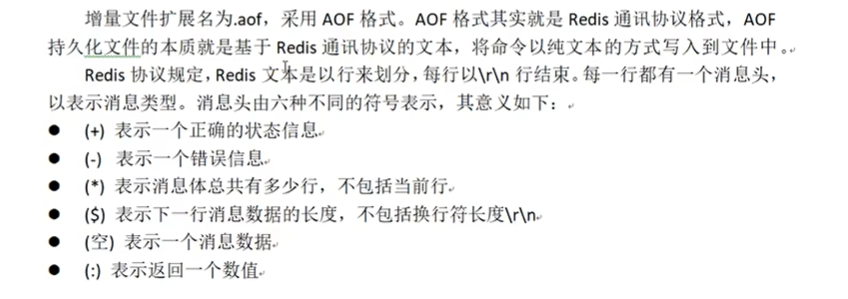 增量文件扩展名为.aof，采用 AOF 格式。AOF 格式其实就是 Redis 通讯协议格式，AOF
持久化文件的本质就是基于 Redis 通讯协议的文本，将命令以纯文本的方式写入到文件中。
Redis 协议规定，Redis 文本是以行来划分，每行以\r\n 行结束。每一行都有一个消息头，
以表示消息类型。消息头由六种不同的符号表示，其意义如下：
● (+) 表示一个正确的状态信息
● (-) 表示一个错误信息
● (*) 表示消息体总共有多少行，不包括当前行
● ($) 表示下一行消息数据的长度，不包括换行符长度\r\n
● (空) 表示一个消息数据
● (:) 表示返回一个数值